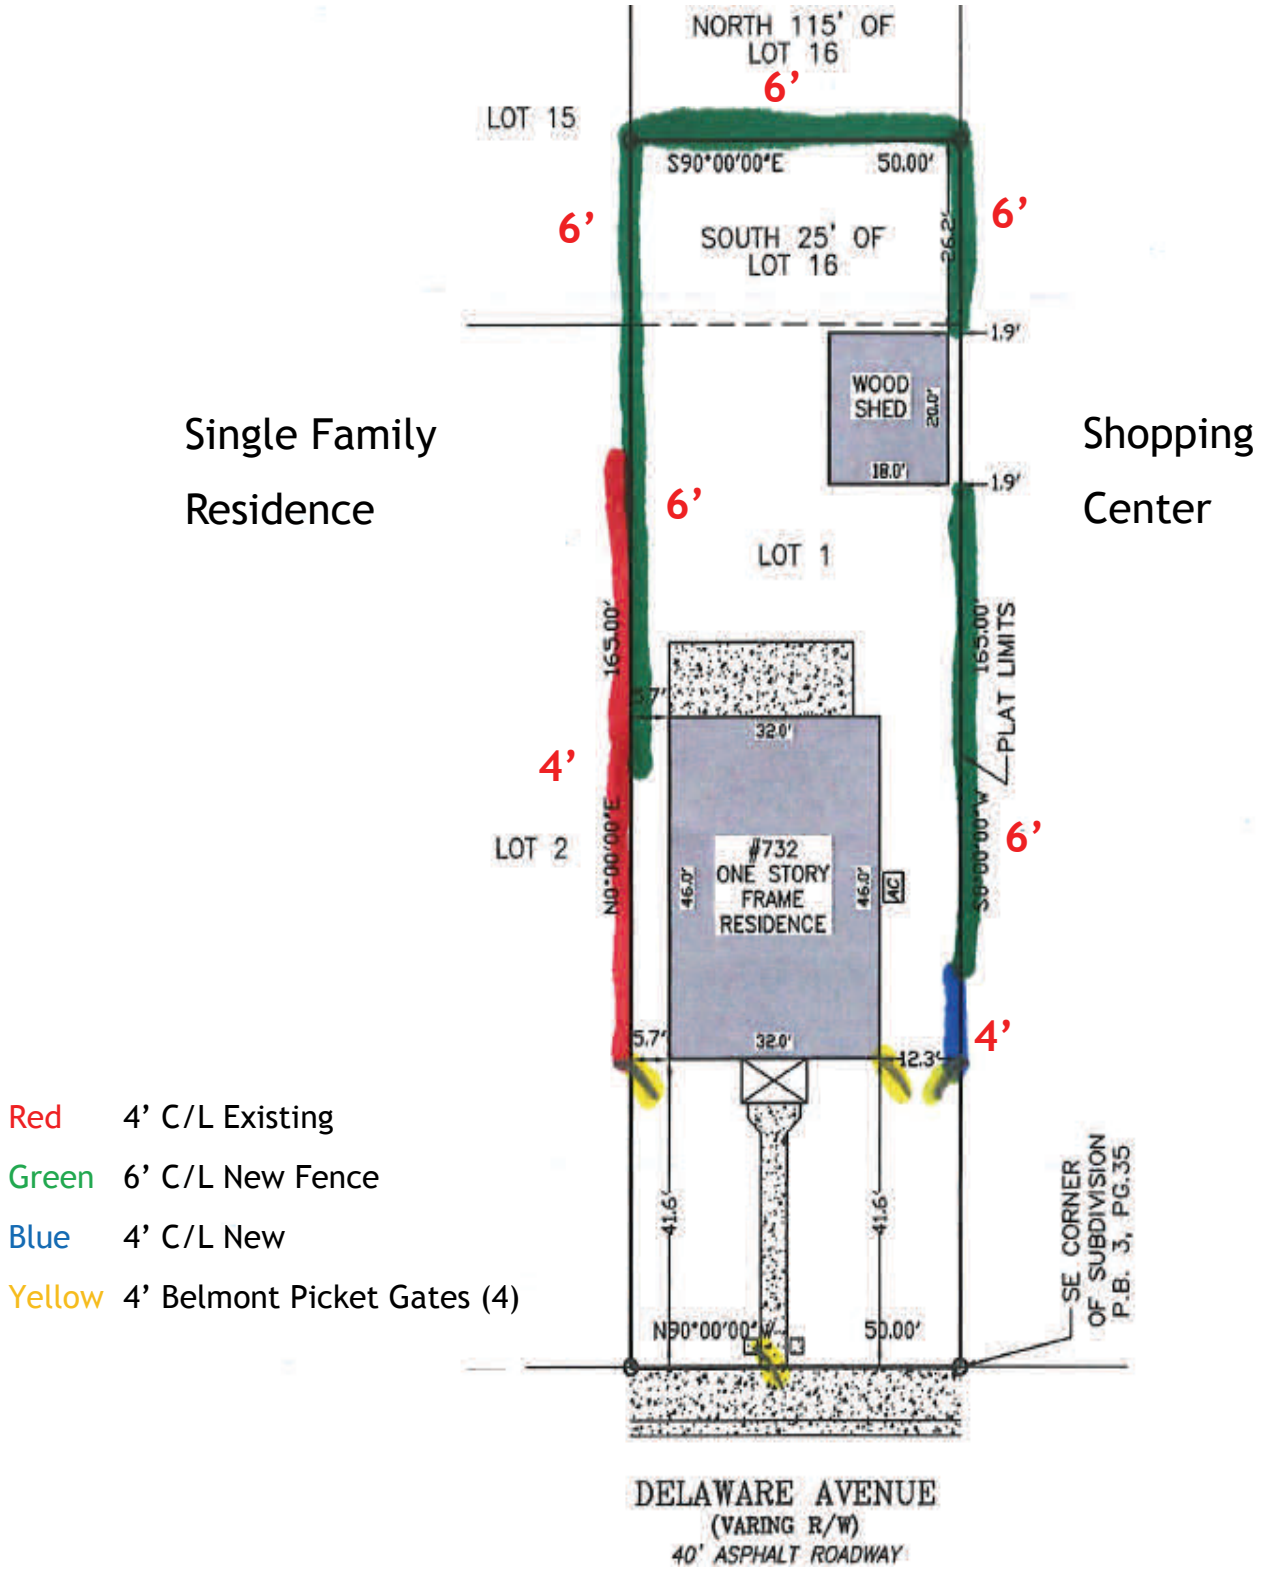 NORTH 115' OF
LOT 16
6’
LOT 15
S90°00'00"E
50.00'
6’
6’
26.2'
SOUTH 25' OF
LOT 16
1.9'
WOOD
SHED
20.0'
18.0'
1.9'
Single Family
Residence
Shopping
Center
6’
LOT 1
165.00'
165.00'
PLAT LIMITS
5.7'
32.0'
4’
N0°00'00"E
S0°00'00"W
6’
LOT 2
#732
ONE STORY
FRAME
RESIDENCE
46.0'
46.0'
AC
4’
5.7'
32.0'
12.3'
Red 4’ C/L Existing
Green 6’ C/L New Fence
Blue 4’ C/L New
Yellow 4’ Belmont Picket Gates (4)
41.6'
41.6'
SE CORNER
OF SUBDIVISION
P.B. 3, PG.35
N90°00'00"W
50.00'
DELAWARE AVENUE
(VARING R/W)
40' ASPHALT ROADWAY